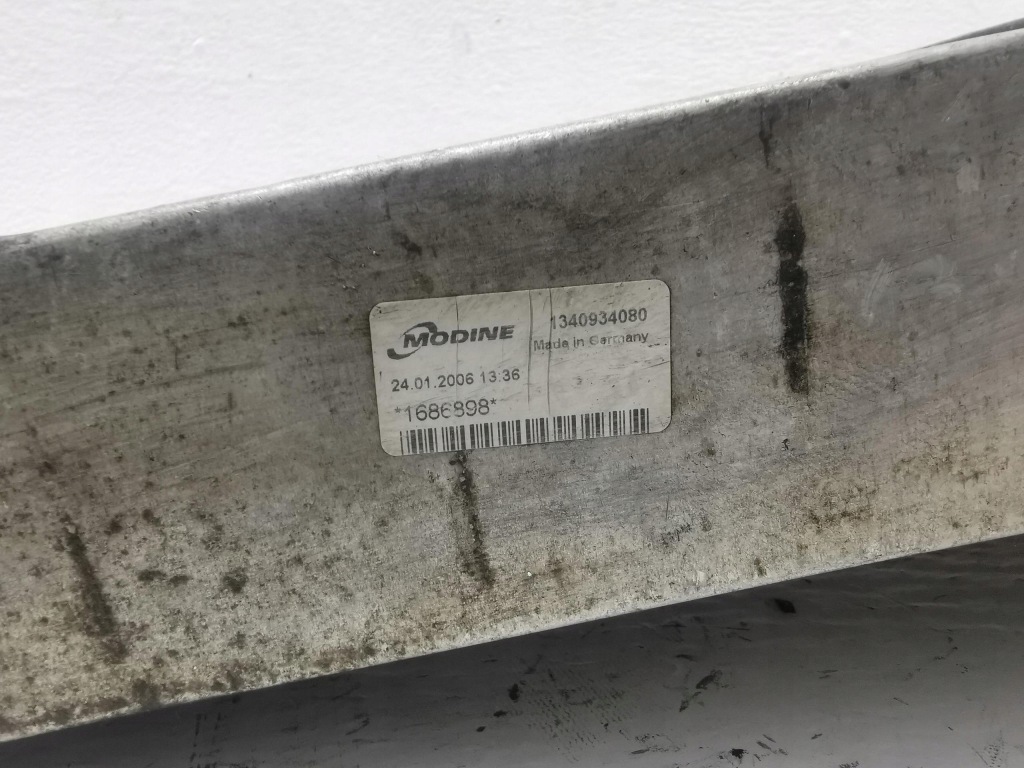 MODINE 1340934080
Made in Germany
24.01.2006 13:36
*1686898*